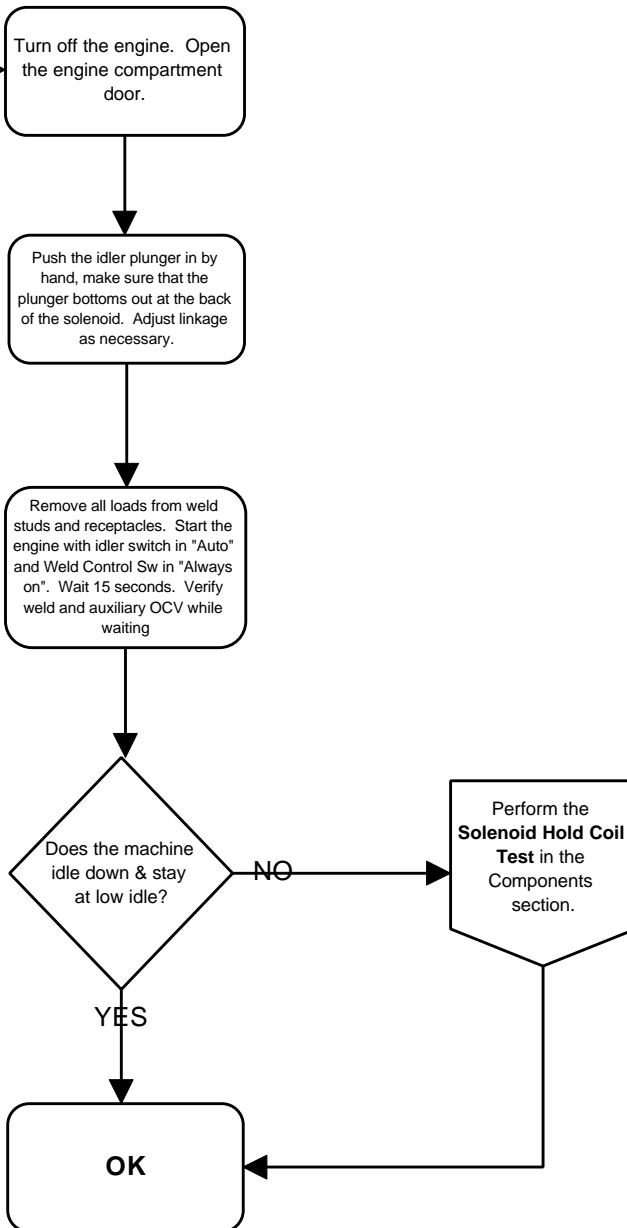 Turn off the engine.  Open
the engine compartment
door.
Push the idler plunger in by
hand, make sure that the
plunger bottoms out at the back
of the solenoid.  Adjust linkage
as necessary.
Remove all loads from weld
studs and receptacles.  Start the
engine with idler switch in "Auto"
and Weld Control Sw in "Always
on".  Wait 15 seconds.  Verify
weld and auxiliary OCV while
waiting
Does the machine
idle down & stay
at low idle?
NO
Perform the
Solenoid Hold Coil
Test in the
Components
section.
YES
OK